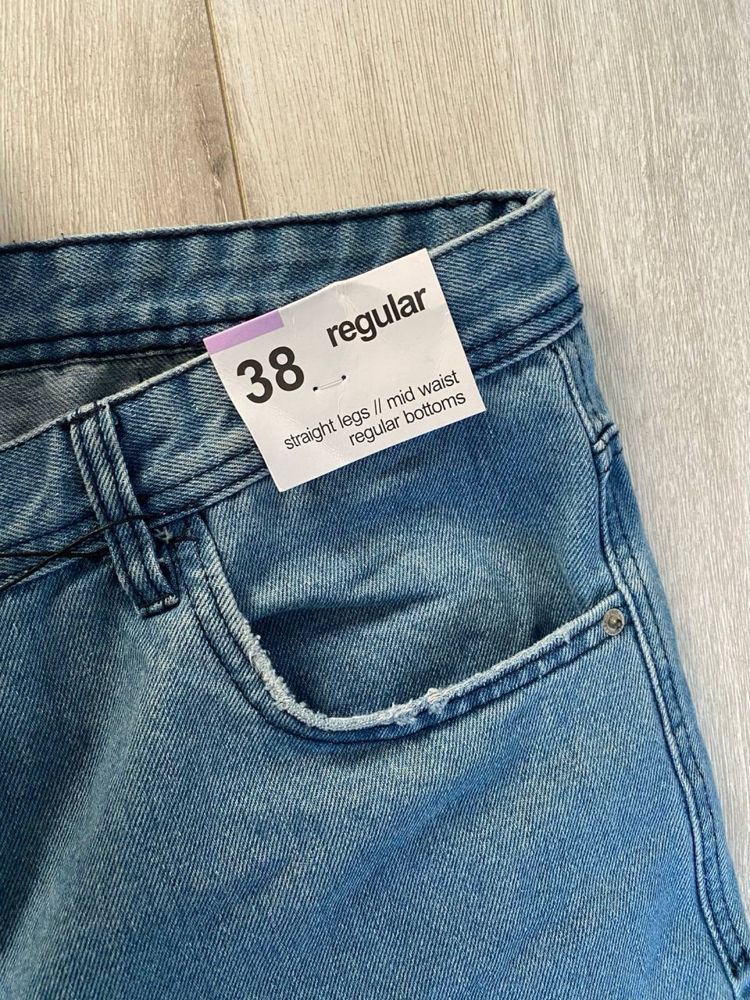 regular
38
straight legs // mid waist
regular bottoms